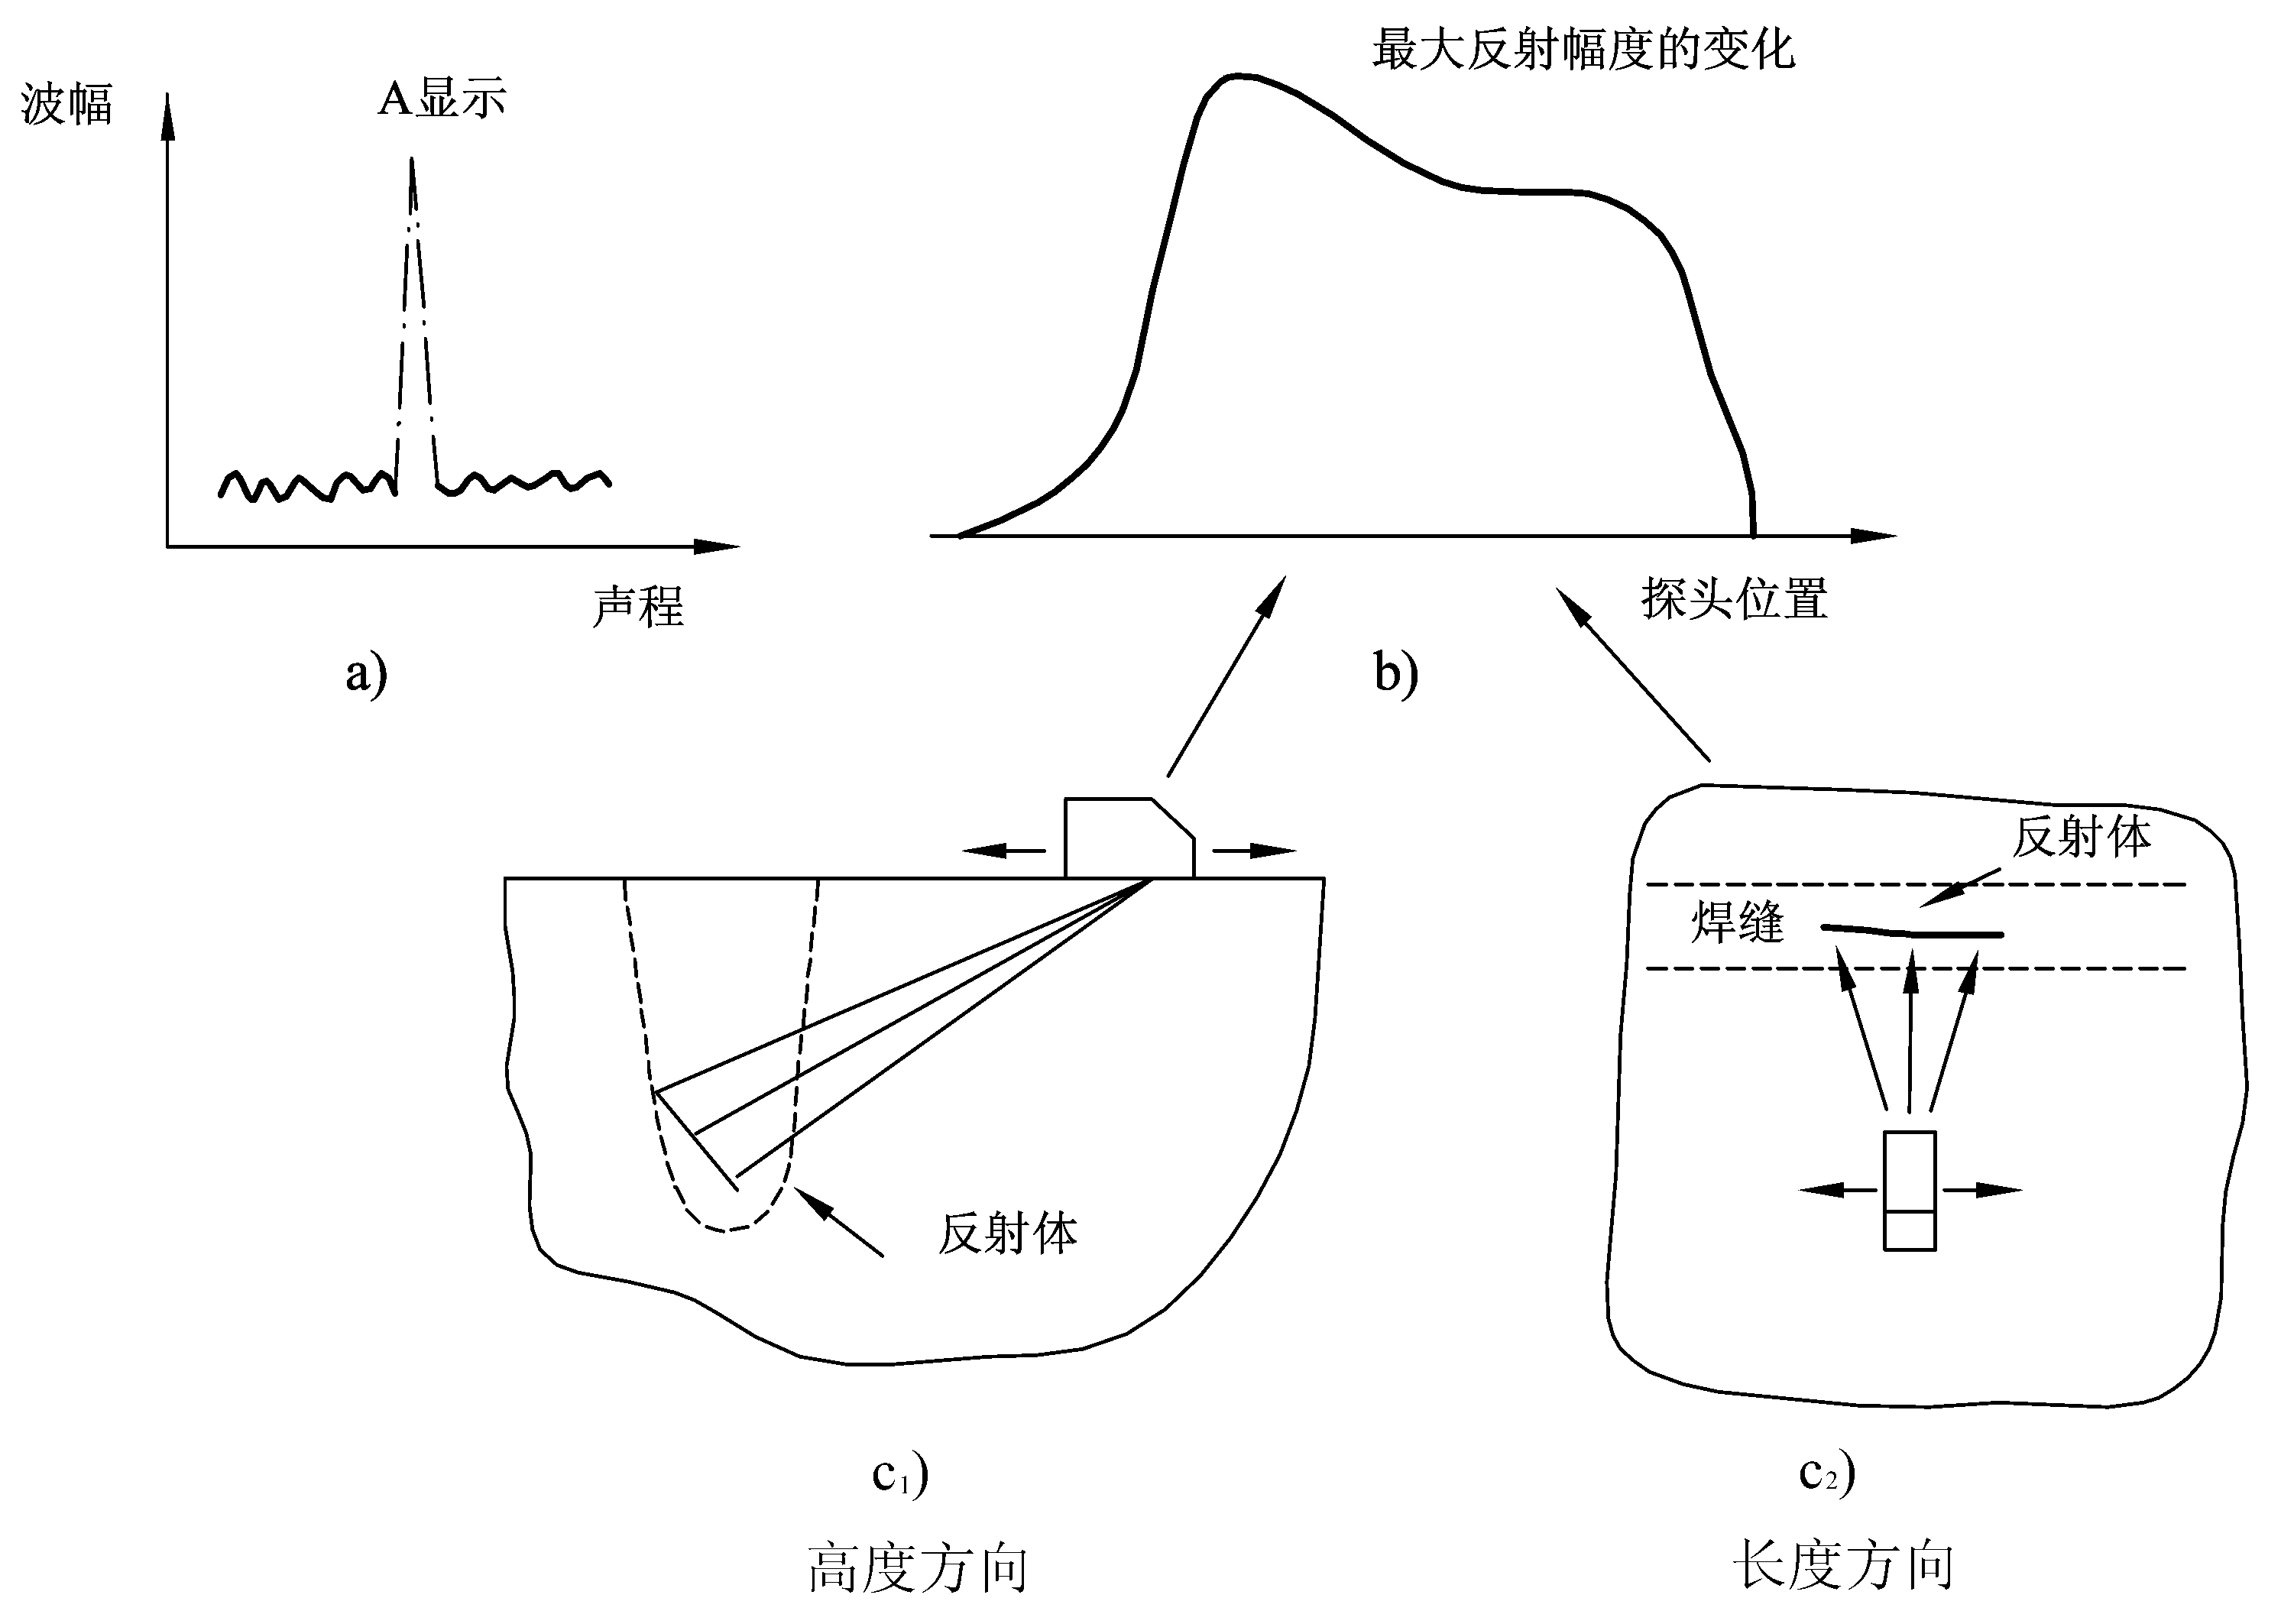 最大反射幅度的变化
波幅
A显示
声程
探头位置
a)
b)
反射体
焊缝
反射体
c1)
c2)
高度方向
长度方向